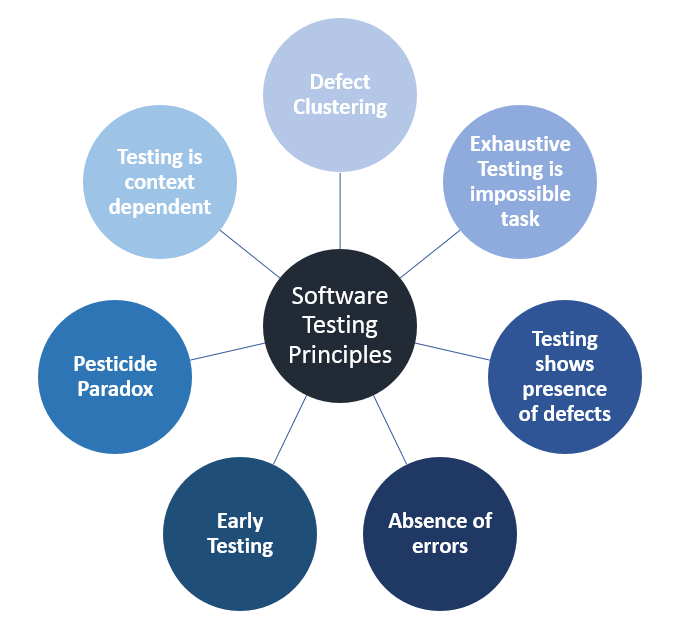 Defect
Clustering
Testing is
context
dependent
Exhaustive
Testing is
impossible
task
Software
Testing
Principles
Pesticide
Paradox
Testing
shows
presence
of defects
Early
Testing
Absence of
errors